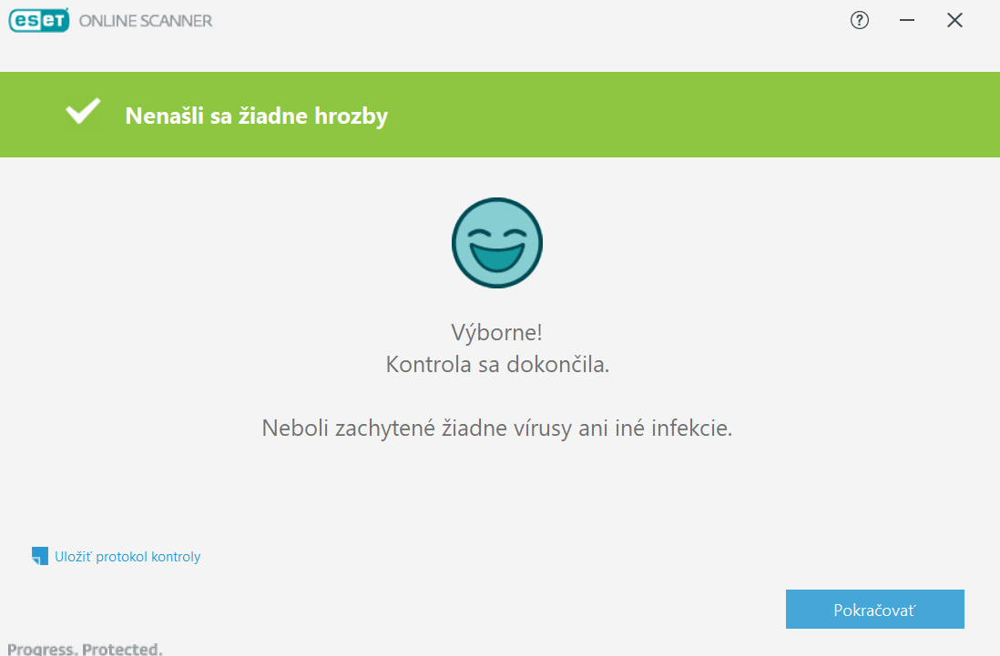 eset ONLINE SCANNER
Nenašli sa žiadne hrozby
Výborne!
Kontrola sa dokončila.
Neboli zachytené žiadne vírusy ani iné infekcie.
Uložiť protokol kontroly
Pokračovať
Progress. Protected.